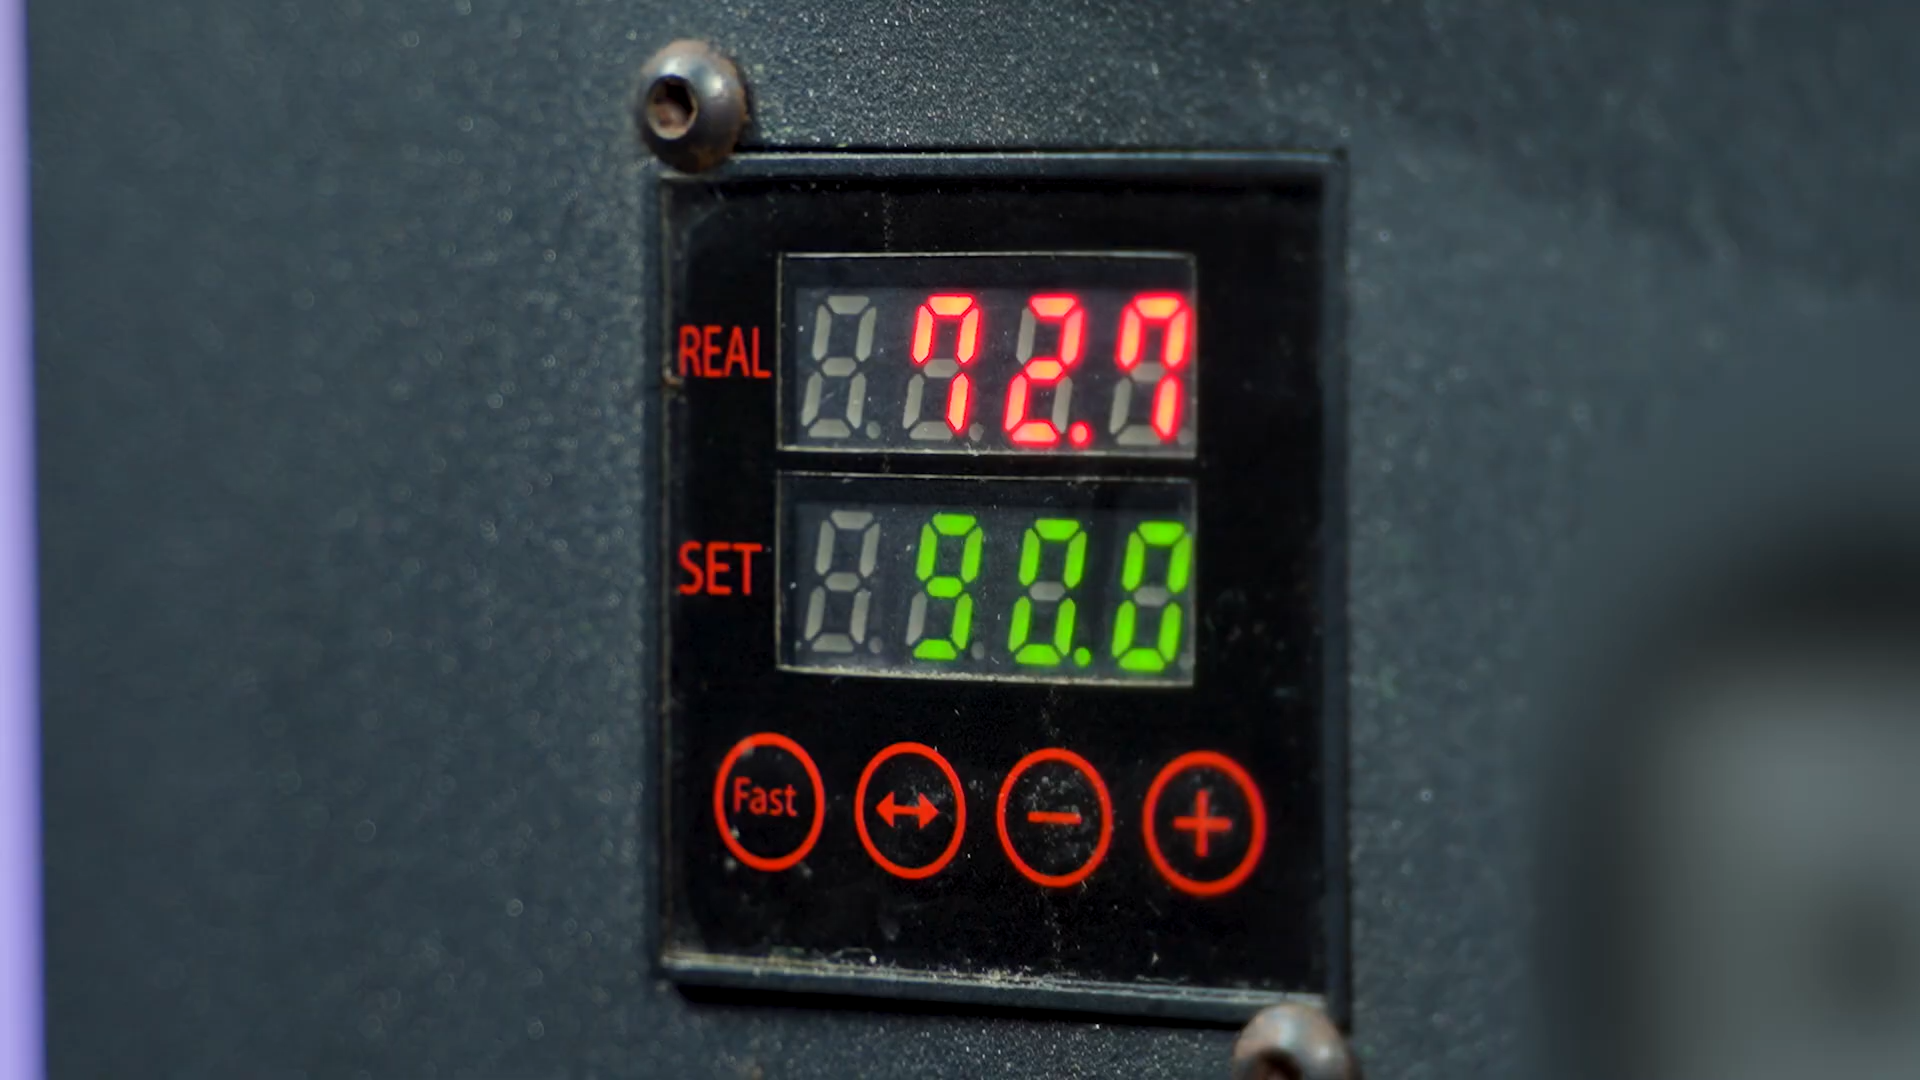 REAL 72.7
SET 90.0
Fast ↔ − +